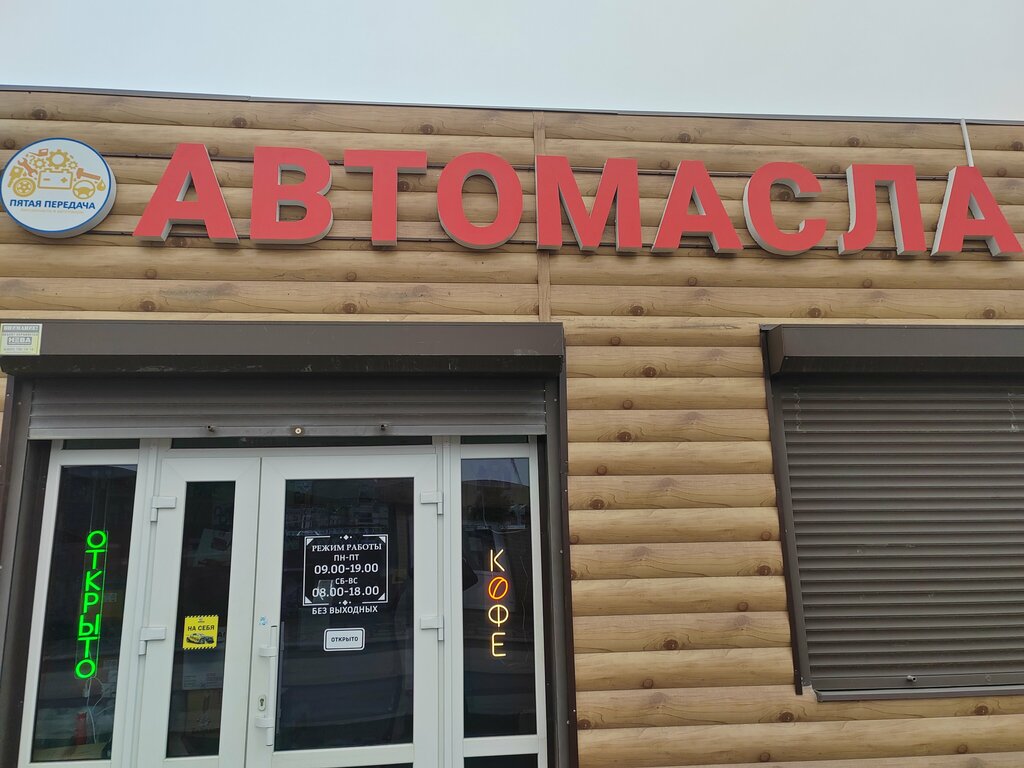 ПЯТАЯ ПЕРЕДАЧА
АВТОМАСЛА
НЕВА
ОТКРЫТО
НА СЕБЯ
РЕЖИМ РАБОТЫ
ПН-ПТ
09.00-19.00
СБ-ВС
08.00-18.00
БЕЗ ВЫХОДНЫХ
ОТКРЫТО
КОФЕ